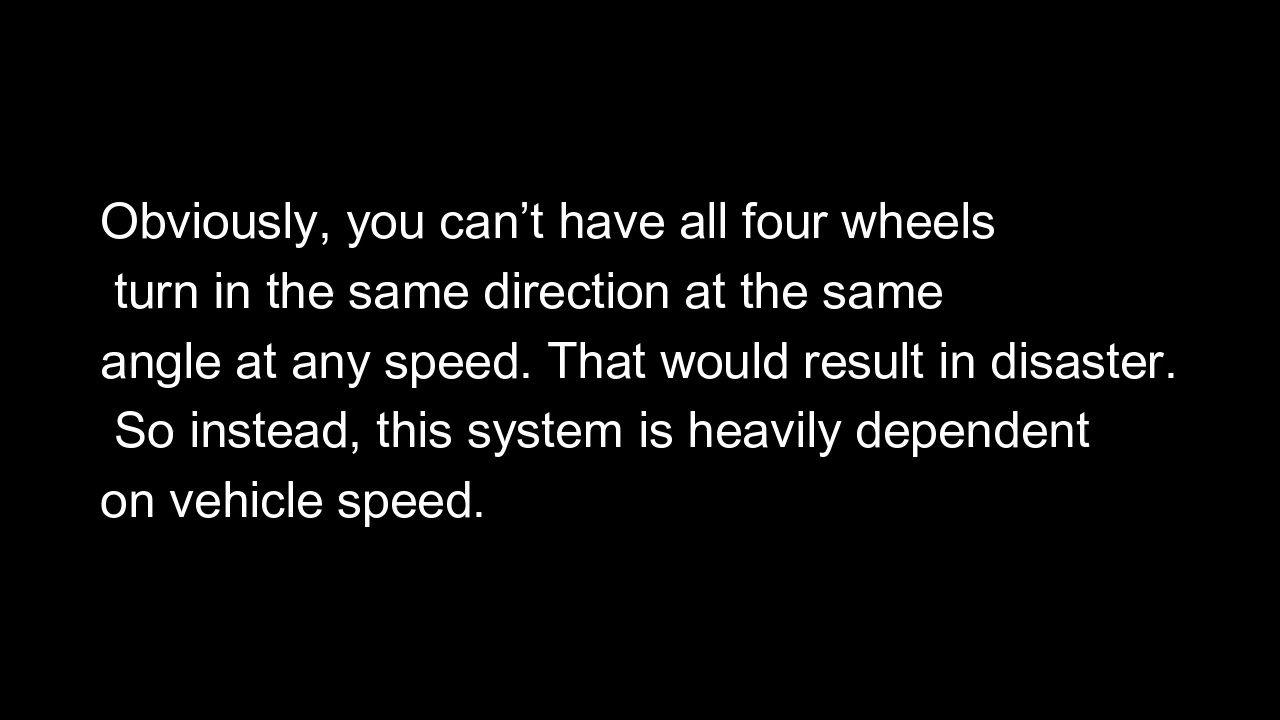 Obviously, you can’t have all four wheels
turn in the same direction at the same
angle at any speed. That would result in disaster.
So instead, this system is heavily dependent
on vehicle speed.